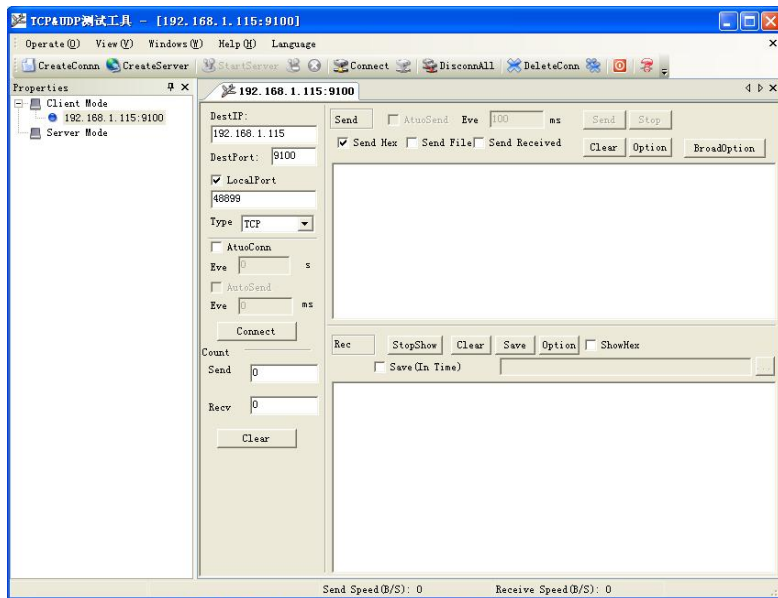 TCP&UDP测试工具 - [192.168.1.115:9100]
Operate(O) View(V) Windows(W) Help(H) Language
CreateConnn CreateServer StartServer Connect DisconnAll DeleteConn
Properties
Client Mode
192.168.1.115:9100
Server Mode
192.168.1.115:9100
DestIP:
192.168.1.115
DestPort: 9100
LocalPort
48899
Type TCP
AtuoConn
Eve 0 s
AutoSend
Eve 0 ms
Connect
Count
Send 0
Recv 0
Clear
Send AtuoSend Eve 100 ms Send Stop
Send Hex Send File Send Received Clear Option BroadOption
Rec StopShow Clear Save Option ShowHex
Save(In Time) ...
Send Speed(B/S): 0 Receive Speed(B/S): 0